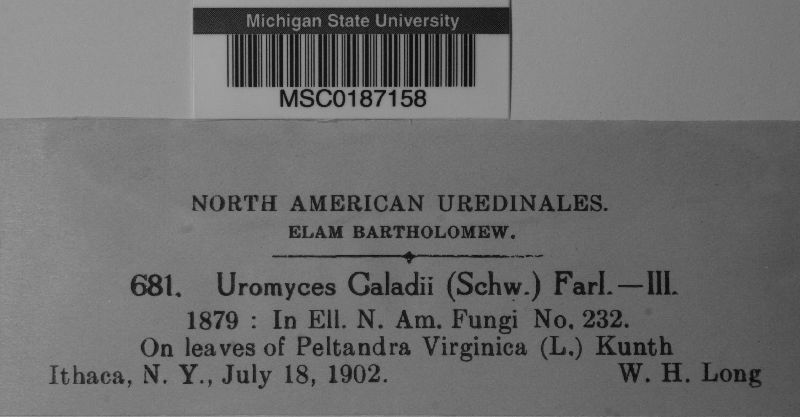 Michigan State University
MSC0187158
NORTH AMERICAN UREDINALES.
ELAM BARTHOLOMEW.
681. Uromyces Caladii (Schw.) Farl.—III.
1879 : In Ell. N. Am. Fungi No. 232.
On leaves of Peltandra Virginica (L.) Kunth
Ithaca, N. Y., July 18, 1902. W. H. Long